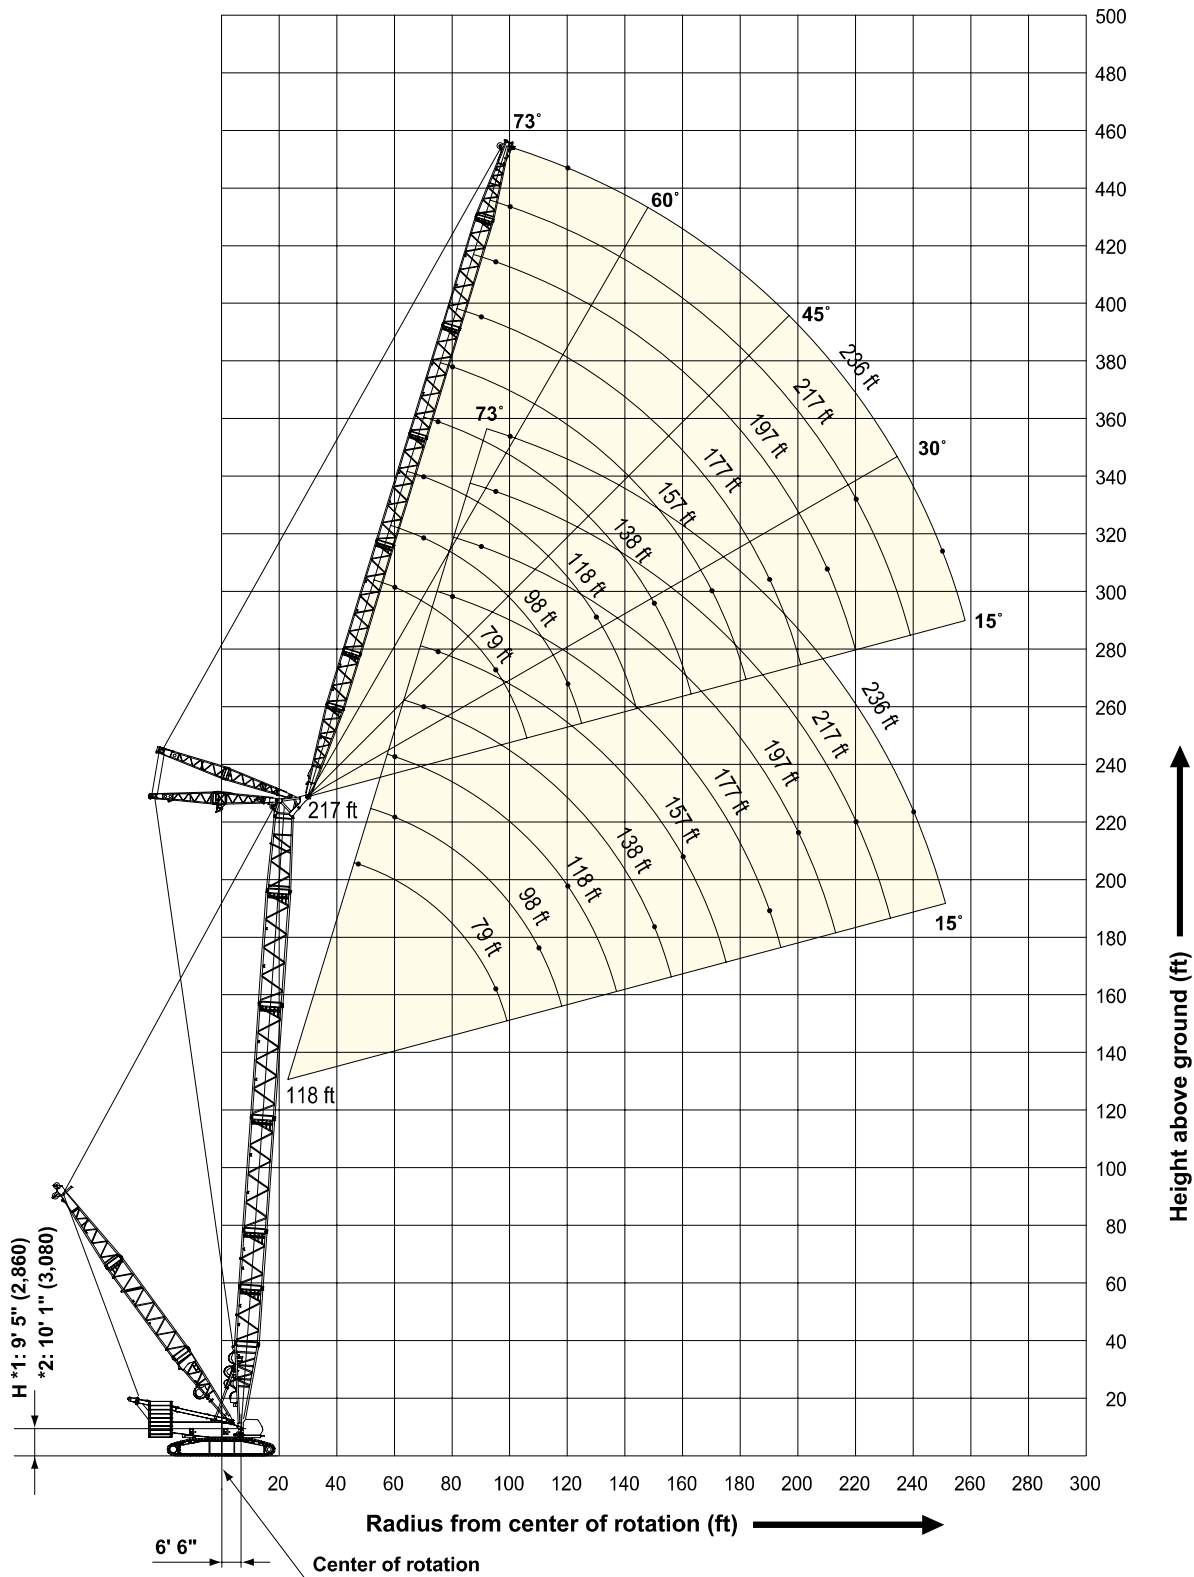 500
480
460
73˚
440
60˚
420
400
45˚
380
236 ft
217 ft
360
73˚
197 ft
30˚
340
177 ft
157 ft
320
138 ft
118 ft
300
98 ft
15˚
79 ft
280
236 ft
260
217 ft
197 ft
240
177 ft
217 ft
157 ft
220
138 ft
118 ft
200
98 ft
15˚
79 ft
180
160
140
118 ft
120
100
80
60
40
20
Height above ground (ft)
H *1: 9' 5" (2,860)
*2: 10' 1" (3,080)
20 40 60 80 100 120 140 160 180 200 220 240 260 280 300
Radius from center of rotation (ft)
6' 6"
Center of rotation